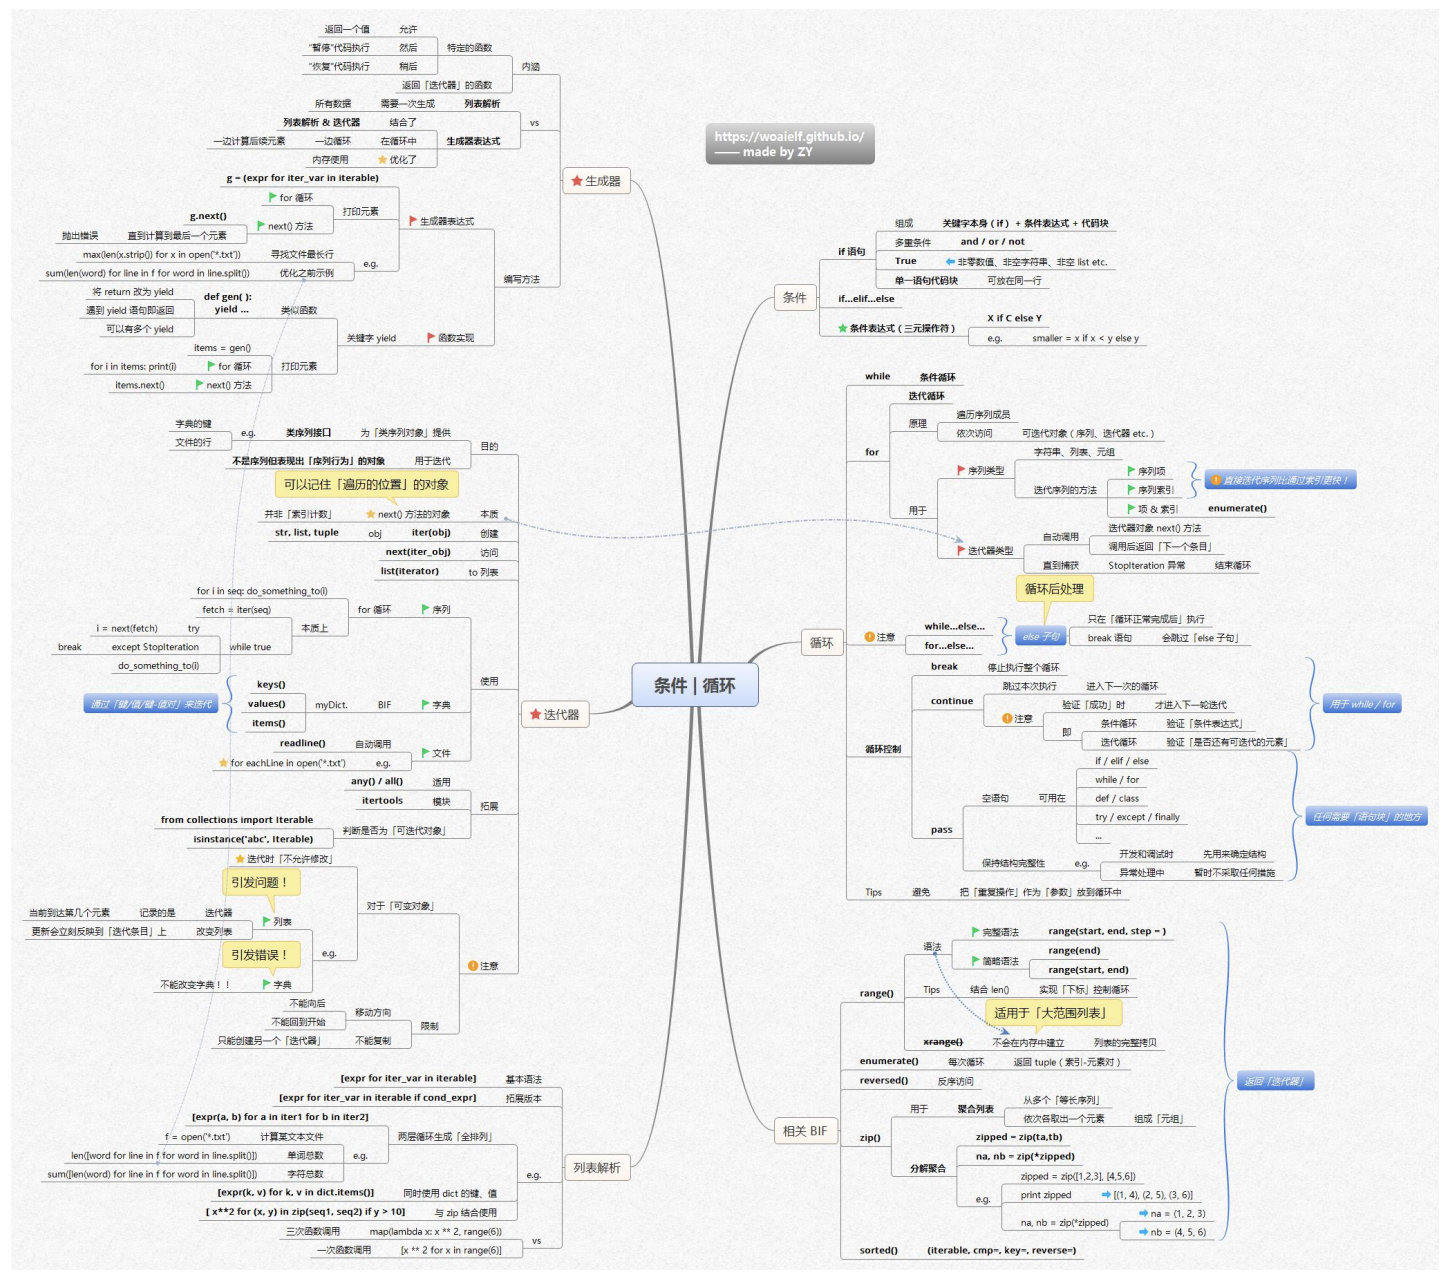 https://woaielf.github.io/
—— made by ZY
条件 | 循环
条件
if 语句
组成 关键字本身 ( if ) + 条件表达式 + 代码块
多重条件 and / or / not
True 非零数值、非空字符串、非空 list etc.
单一语句代码块 可放在同一行
if...elif...else
条件表达式 ( 三元操作符 )
X if C else Y
e.g. smaller = x if x < y else y
循环
while 条件循环
for
迭代循环
原理
遍历序列成员
依次访问 可迭代对象 ( 序列、迭代器 etc. )
用于
序列类型
字符串、列表、元组
迭代序列的方法
序列项
序列索引
项 & 索引 enumerate()
直接迭代序列比通过索引更快！
迭代器类型
自动调用
迭代器对象 next() 方法
调用后返回「下一个条目」
直到捕获 StopIteration 异常 结束循环
注意
while...else...
for...else...
循环后处理
else 子句
只在「循环正常完成后」执行
break 语句 会跳过「else 子句」
循环控制
break 停止执行整个循环
continue
跳过本次执行 进入下一次的循环
注意
验证「成功」时 才进入下一轮迭代
即
条件循环 验证「条件表达式」
迭代循环 验证「是否还有可迭代的元素」
用于 while / for
pass
空语句 可用在
if / elif / else
while / for
def / class
try / except / finally
...
保持结构完整性 e.g.
开发和调试时 先用来确定结构
异常处理中 暂时不采取任何措施
任何需要「语句块」的地方
Tips 避免 把「重复操作」作为「参数」放到循环中
相关 BIF
range()
语法
完整语法 range(start, end, step = )
简略语法
range(end)
range(start, end)
Tips 结合 len() 实现「下标」控制循环
适用于「大范围列表」
xrange() 不会在内存中建立 列表的完整拷贝
enumerate() 每次循环 返回 tuple ( 索引-元素对 )
reversed() 反序访问
zip()
用于 聚合列表
从多个「等长序列」
依次各取出一个元素 组成「元组」
分解聚合
zipped = zip(ta,tb)
na, nb = zip(*zipped)
e.g.
zipped = zip([1,2,3], [4,5,6])
print zipped [(1, 4), (2, 5), (3, 6)]
na, nb = zip(*zipped)
na = (1, 2, 3)
nb = (4, 5, 6)
返回「迭代器」
sorted() (iterable, cmp=, key=, reverse=)
生成器
内涵
特定的函数
允许 返回一个值
然后 “暂停”代码执行
稍后 “恢复”代码执行
返回「迭代器」的函数
vs
列表解析 需要一次生成 所有数据
生成器表达式
结合了 列表解析 & 迭代器
在循环中 一边循环 一边计算后续元素
优化了 内存使用
编写方法
生成器表达式
g = (expr for iter_var in iterable)
打印元素
for 循环
next() 方法
g.next()
直到计算到最后一个元素 抛出错误
e.g.
寻找文件最长行 max(len(x.strip()) for x in open('*.txt'))
优化之前示例 sum(len(word) for line in f for word in line.split())
函数实现
关键字 yield
类似函数
def gen( ):
yield ...
将 return 改为 yield
遇到 yield 语句即返回
可以有多个 yield
打印元素
items = gen()
for 循环 for i in items: print(i)
next() 方法 items.next()
迭代器
目的
为「类序列对象」提供 类序列接口 e.g.
字典的键
文件的行
用于迭代 不是序列但表现出「序列行为」的对象
可以记住「遍历的位置」的对象
本质 next() 方法的对象 并非「索引计数」
创建 iter(obj) obj str, list, tuple
访问 next(iter_obj)
to 列表 list(iterator)
使用
序列
for 循环
for i in seq: do_something_to(i)
本质上
fetch = iter(seq)
while true
try i = next(fetch)
except StopIteration break
do_something_to(i)
字典 BIF myDict.
keys()
values()
items()
通过「键/值/键-值对」来迭代
文件
自动调用 readline()
e.g. for eachLine in open('*.txt')
拓展
适用 any() / all()
模块 itertools
判断是否为「可迭代对象」
from collections import Iterable
isinstance('abc', Iterable)
注意
对于「可变对象」
迭代时「不允许修改」
e.g.
引发问题！
列表
迭代器 记录的是 当前到达第几个元素
改变列表 更新会立刻反映到「迭代条目」上
引发错误！
字典 不能改变字典！！
限制
移动方向
不能向后
不能回到开始
不能复制 只能创建另一个「迭代器」
列表解析
基本语法 [expr for iter_var in iterable]
拓展版本 [expr for iter_var in iterable if cond_expr]
e.g.
两层循环生成「全排列」
[expr(a, b) for a in iter1 for b in iter2]
e.g.
计算某文本文件 f = open('*.txt')
单词总数 len([word for line in f for word in line.split()])
字符总数 sum([len(word) for line in f for word in line.split()])
同时使用 dict 的键、值 [expr(k, v) for k, v in dict.items()]
与 zip 结合使用 [ x**2 for (x, y) in zip(seq1, seq2) if y > 10]
vs
map(lambda x: x ** 2, range(6)) 三次函数调用
[x ** 2 for x in range(6)] 一次函数调用